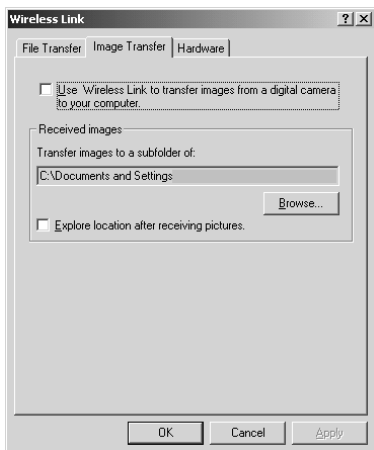 Wireless Link
File Transfer Image Transfer Hardware
Use Wireless Link to transfer images from a digital camera
to your computer.
Received images
Transfer images to a subfolder of:
C:\Documents and Settings
Browse...
Explore location after receiving pictures.
OK Cancel Apply